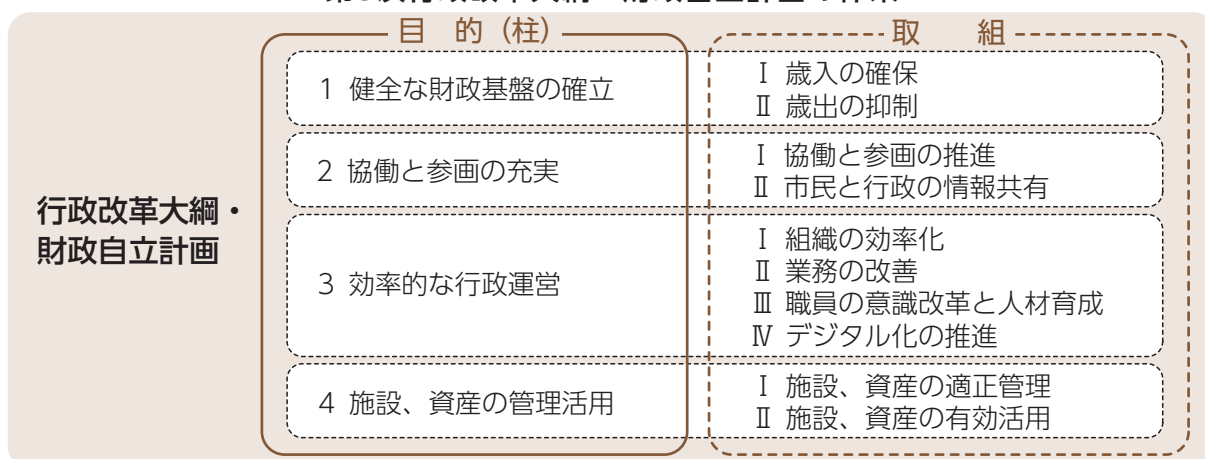 目 的（柱）
取 組
行政改革大綱・
財政自立計画
1 健全な財政基盤の確立
Ⅰ 歳入の確保
Ⅱ 歳出の抑制
2 協働と参画の充実
Ⅰ 協働と参画の推進
Ⅱ 市民と行政の情報共有
3 効率的な行政運営
Ⅰ 組織の効率化
Ⅱ 業務の改善
Ⅲ 職員の意識改革と人材育成
Ⅳ デジタル化の推進
4 施設、資産の管理活用
Ⅰ 施設、資産の適正管理
Ⅱ 施設、資産の有効活用